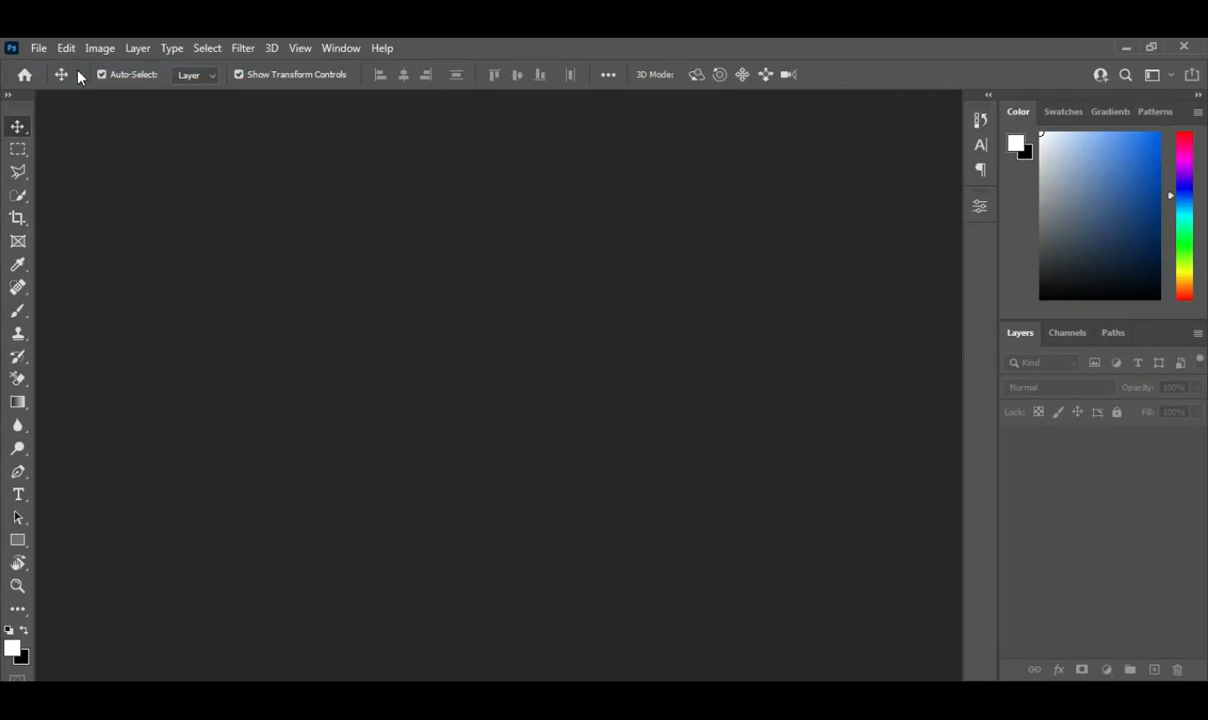 Ps File Edit Image Layer Type Select Filter 3D View Window Help
Auto-Select: Layer Show Transform Controls 3D Mode:
Color Swatches Gradients Patterns
Layers Channels Paths
Kind
Normal Opacity: 100%
Lock: Fill: 100%